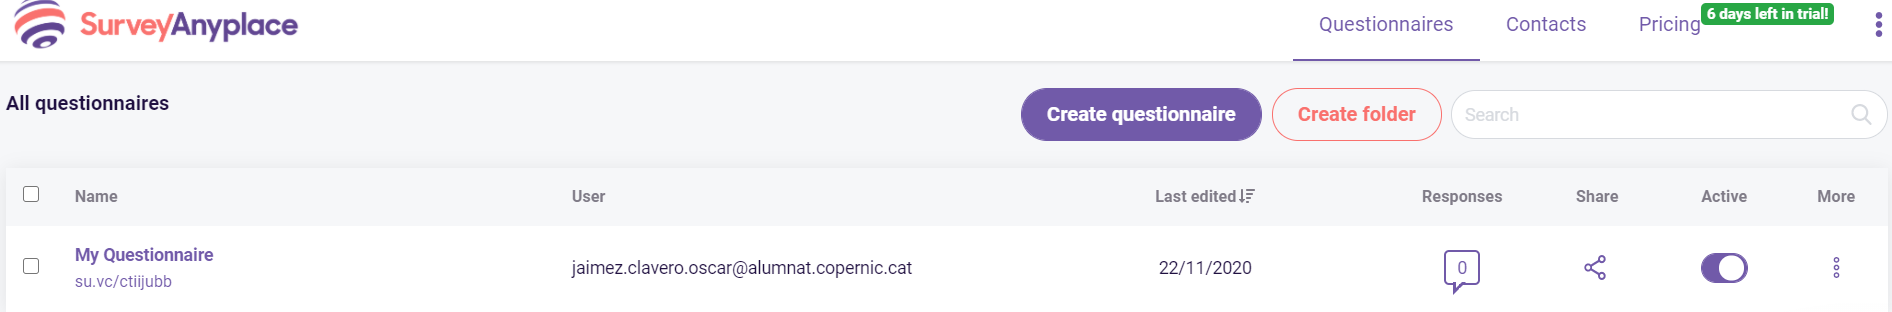 SurveyAnyplace
Questionnaires Contacts Pricing 6 days left in trial!
All questionnaires Create questionnaire Create folder Search
Name User Last edited Responses Share Active More
My Questionnaire
su.vc/ctiijubb
jaimez.clavero.oscar@alumnat.copernic.cat 22/11/2020 0